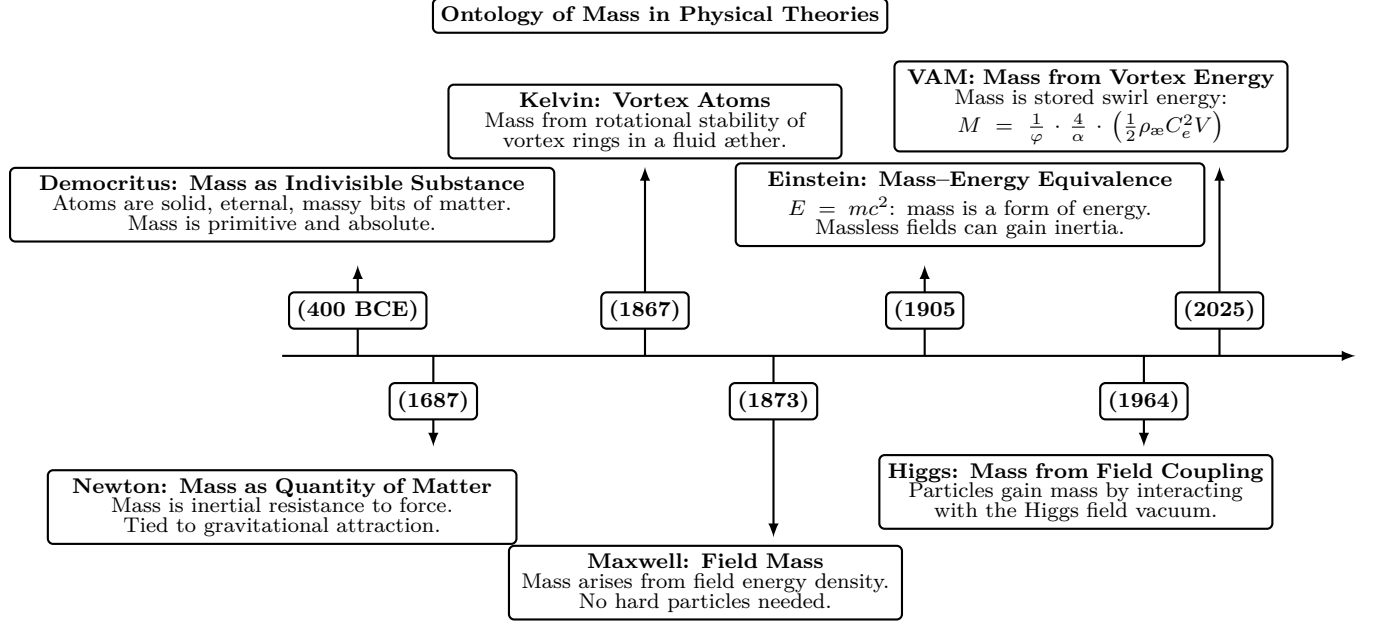 Ontology of Mass in Physical Theories
VAM: Mass from Vortex Energy
Mass is stored swirl energy:
M = 1/φ · 4/α · (1/2 ρ_æ C_e^2 V)
Kelvin: Vortex Atoms
Mass from rotational stability of
vortex rings in a fluid æther.
Democritus: Mass as Indivisible Substance
Atoms are solid, eternal, massy bits of matter.
Mass is primitive and absolute.
Einstein: Mass–Energy Equivalence
E = mc²: mass is a form of energy.
Massless fields can gain inertia.
(400 BCE)
(1867)
(1905
(2025)
(1687)
(1873)
(1964)
Newton: Mass as Quantity of Matter
Mass is inertial resistance to force.
Tied to gravitational attraction.
Higgs: Mass from Field Coupling
Particles gain mass by interacting
with the Higgs field vacuum.
Maxwell: Field Mass
Mass arises from field energy density.
No hard particles needed.